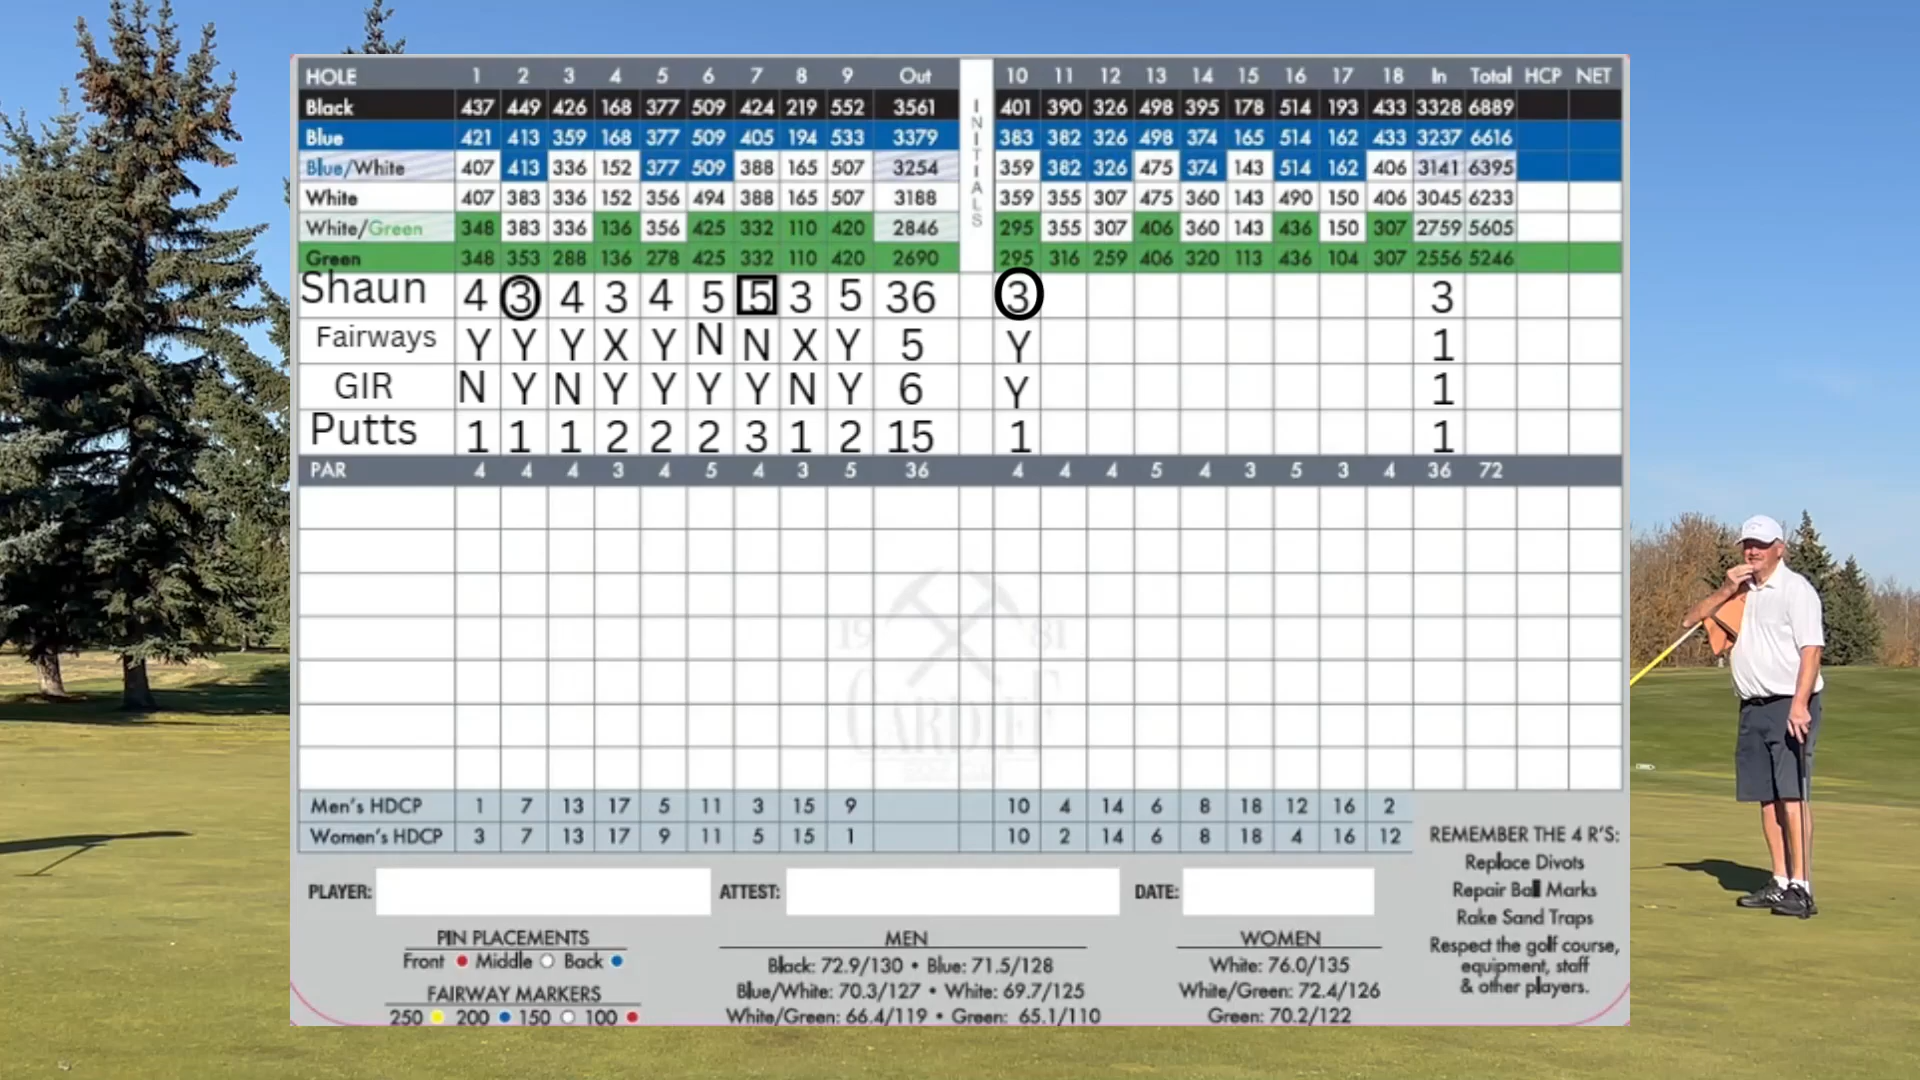 HOLE 1 2 3 4 5 6 7 8 9 Out INITIALS 10 11 12 13 14 15 16 17 18 In Total HCP NET
Black 437 449 426 168 377 509 424 219 552 3561 401 390 326 498 395 178 514 193 433 3328 6889
Blue 421 413 359 168 377 509 405 194 533 3379 383 382 326 498 374 165 514 162 433 3237 6616
Blue/White 407 413 336 152 377 509 388 165 507 3254 359 382 326 475 374 143 514 162 406 3141 6395
White 407 383 336 152 356 494 388 165 507 3188 359 355 307 475 360 143 490 150 406 3045 6233
White/Green 348 383 336 136 356 425 332 110 420 2846 295 355 307 406 360 143 436 150 307 2759 5605
Green 348 353 288 136 278 425 332 110 420 2690 295 316 259 406 320 113 436 104 307 2556 5246
Shaun 4 3 4 3 4 5 5 3 5 36 3 3
Fairways Y Y Y X Y N N X Y 5 Y 1
GIR N Y N Y Y Y Y N Y 6 Y 1
Putts 1 1 1 2 2 2 3 1 2 15 1 1
PAR 4 4 4 3 4 5 4 3 5 36 4 4 4 5 4 3 5 3 4 36 72
1981
CARDIFF
Men's HDCP 1 7 13 17 5 11 3 15 9 10 4 14 6 8 18 12 16 2
Women's HDCP 3 7 13 17 9 11 5 15 1 10 2 14 6 8 18 4 16 12
REMEMBER THE 4 R'S:
Replace Divots
Repair Ball Marks
Rake Sand Traps
Respect the golf course,
equipment, staff
& other players.
PLAYER: ATTEST: DATE:
PIN PLACEMENTS
Front Middle Back
FAIRWAY MARKERS
250 200 150 100
MEN
Black: 72.9/130 • Blue: 71.5/128
Blue/White: 70.3/127 • White: 69.7/125
White/Green: 66.4/119 • Green: 65.1/110
WOMEN
White: 76.0/135
White/Green: 72.4/126
Green: 70.2/122